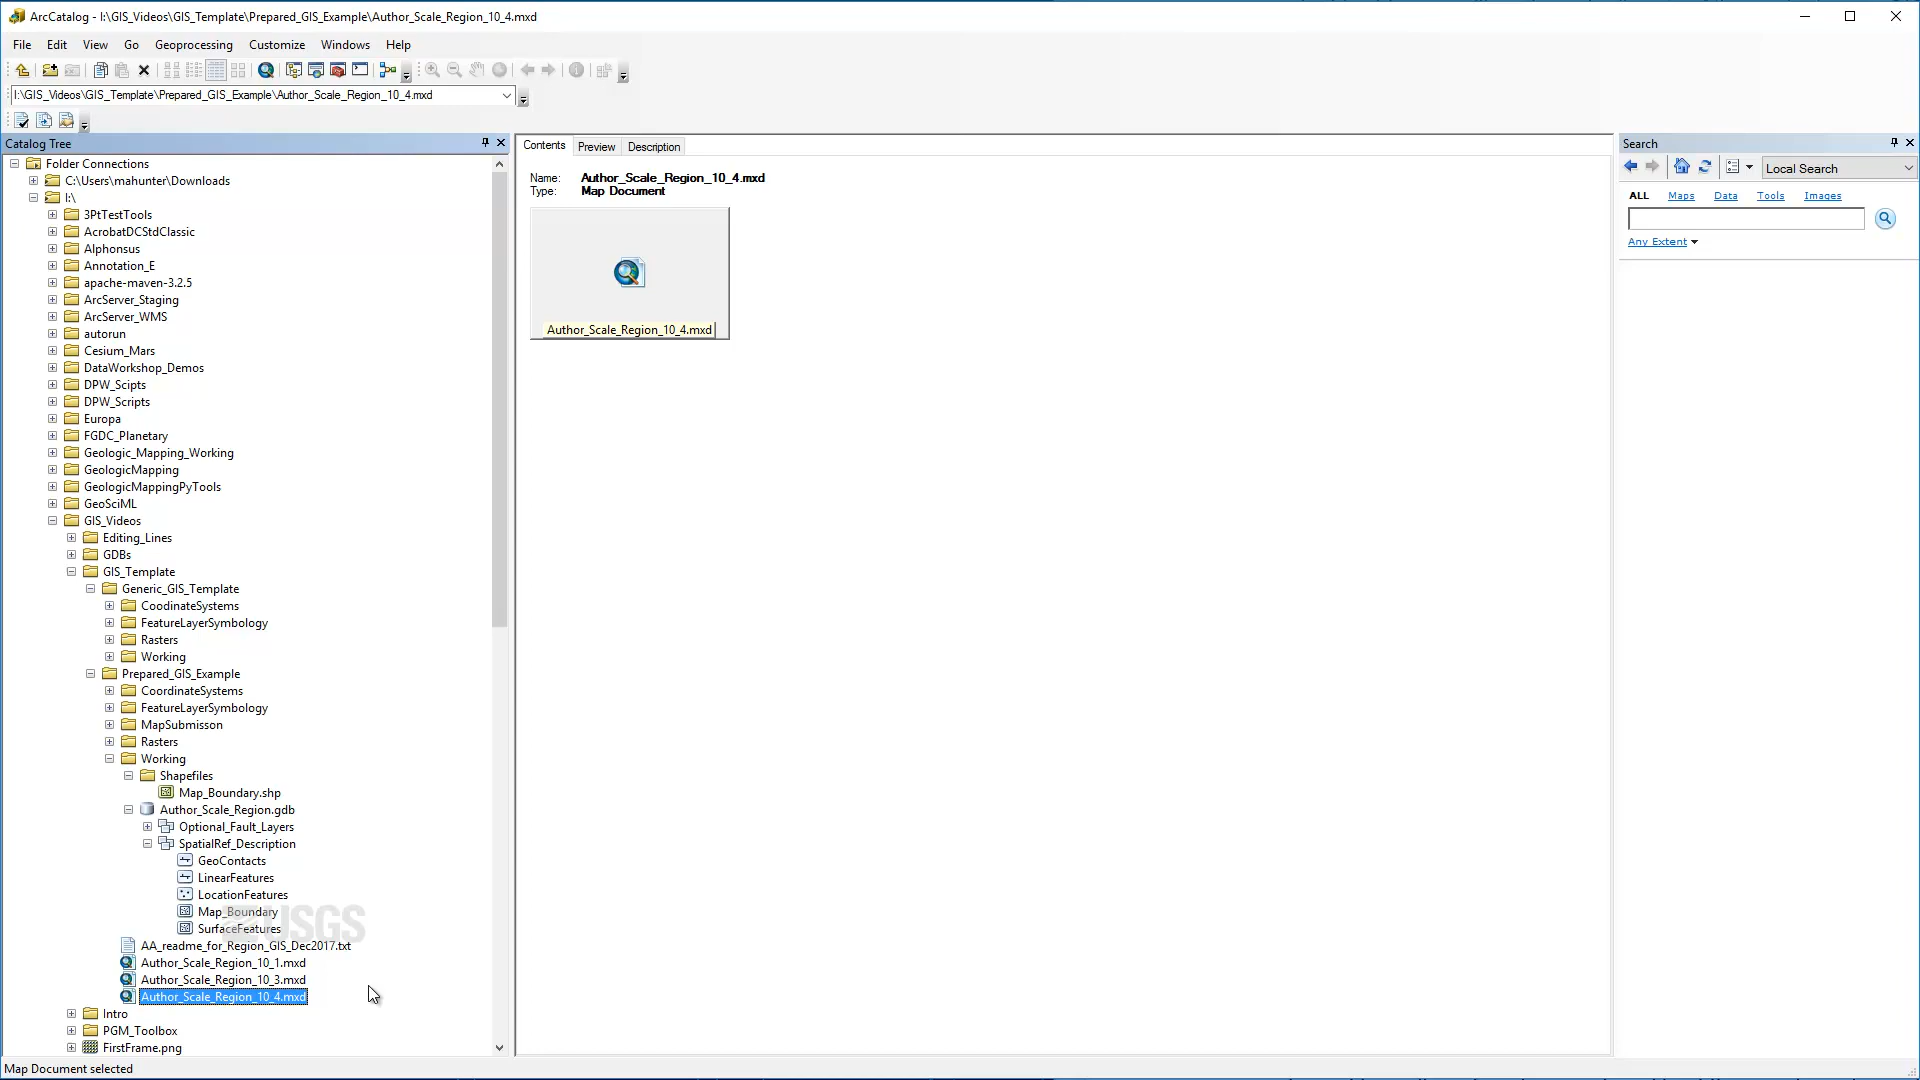 ArcCatalog - I:\GIS_Videos\GIS_Template\Prepared_GIS_Example\Author_Scale_Region_10_4.mxd
File Edit View Go Geoprocessing Customize Windows Help
I:\GIS_Videos\GIS_Template\Prepared_GIS_Example\Author_Scale_Region_10_4.mxd
Catalog Tree
Folder Connections
C:\Users\mahunter\Downloads
I:\
3PtTestTools
AcrobatDCStdClassic
Alphonsus
Annotation_E
apache-maven-3.2.5
ArcServer_Staging
ArcServer_WMS
autorun
Cesium_Mars
DataWorkshop_Demos
DPW_Scipts
DPW_Scripts
Europa
FGDC_Planetary
Geologic_Mapping_Working
GeologicMapping
GeologicMappingPyTools
GeoSciML
GIS_Videos
Editing_Lines
GDBs
GIS_Template
Generic_GIS_Template
CoodinateSystems
FeatureLayerSymbology
Rasters
Working
Prepared_GIS_Example
CoordinateSystems
FeatureLayerSymbology
MapSubmisson
Rasters
Working
Shapefiles
Map_Boundary.shp
Author_Scale_Region.gdb
Optional_Fault_Layers
SpatialRef_Description
GeoContacts
LinearFeatures
LocationFeatures
Map_Boundary
SurfaceFeatures
USGS
AA_readme_for_Region_GIS_Dec2017.txt
Author_Scale_Region_10_1.mxd
Author_Scale_Region_10_3.mxd
Author_Scale_Region_10_4.mxd
Intro
PGM_Toolbox
FirstFrame.png
Map Document selected
Contents Preview Description
Name: Author_Scale_Region_10_4.mxd
Type: Map Document
Author_Scale_Region_10_4.mxd
Search
Local Search
ALL Maps Data Tools Images
Any Extent